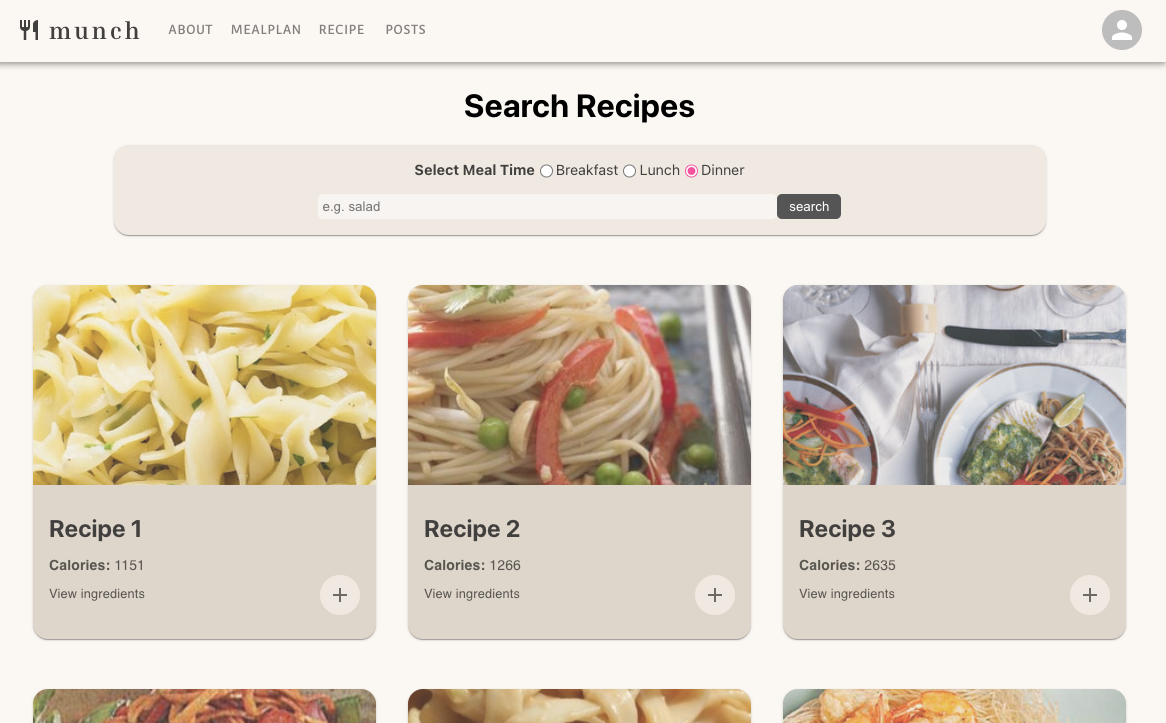 munch
ABOUT MEALPLAN RECIPE POSTS
Search Recipes
Select Meal Time Breakfast Lunch Dinner
e.g. salad search
Recipe 1
Calories: 1151
View ingredients
+
Recipe 2
Calories: 1266
View ingredients
+
Recipe 3
Calories: 2635
View ingredients
+